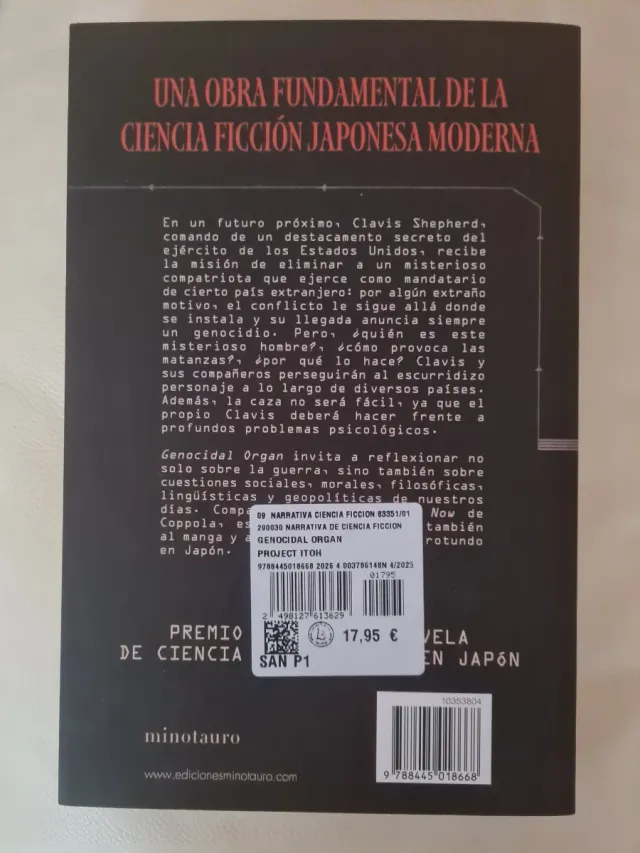 UNA OBRA FUNDAMENTAL DE LA
CIENCIA FICCIÓN JAPONESA MODERNA
En un futuro próximo, Clavis Shepherd,
comando de un destacamento secreto del
ejército de los Estados Unidos, recibe
la misión de eliminar a un misterioso
compatriota que ejerce como mandatario
de cierto país extranjero: por algún extraño
motivo, el conflicto le sigue allá donde
se instala y su llegada anuncia siempre
un genocidio. Pero, ¿quién es este
misterioso hombre?, ¿cómo provoca las
matanzas?, ¿por qué lo hace? Clavis y
sus compañeros perseguirán al escurridizo
personaje a lo largo de diversos países.
Además, la caza no será fácil, ya que el
propio Clavis deberá hacer frente a
profundos problemas psicológicos.
Genocidal Organ invita a reflexionar no
solo sobre la guerra, sino también sobre
cuestiones sociales, morales, filosóficas,
lingüísticas y geopolíticas de nuestros
días. Now de
Coppola, también
al manga y rotundo
en Japón.
09 NARRATIVA CIENCIA FICCION 83351/01
290030 NARRATIVA DE CIENCIA FICCION
GENOCIDAL ORGAN
PROJECT ITOH
9788445018668 2026 4 003786148N 4/2025
01795
2 498127 613629
17,95 €
SAN P1
PREMIO
DE CIENCIA EN JAPÓN
10353804
9 788445 018668
minotauro
www.edicionesminotauro.com